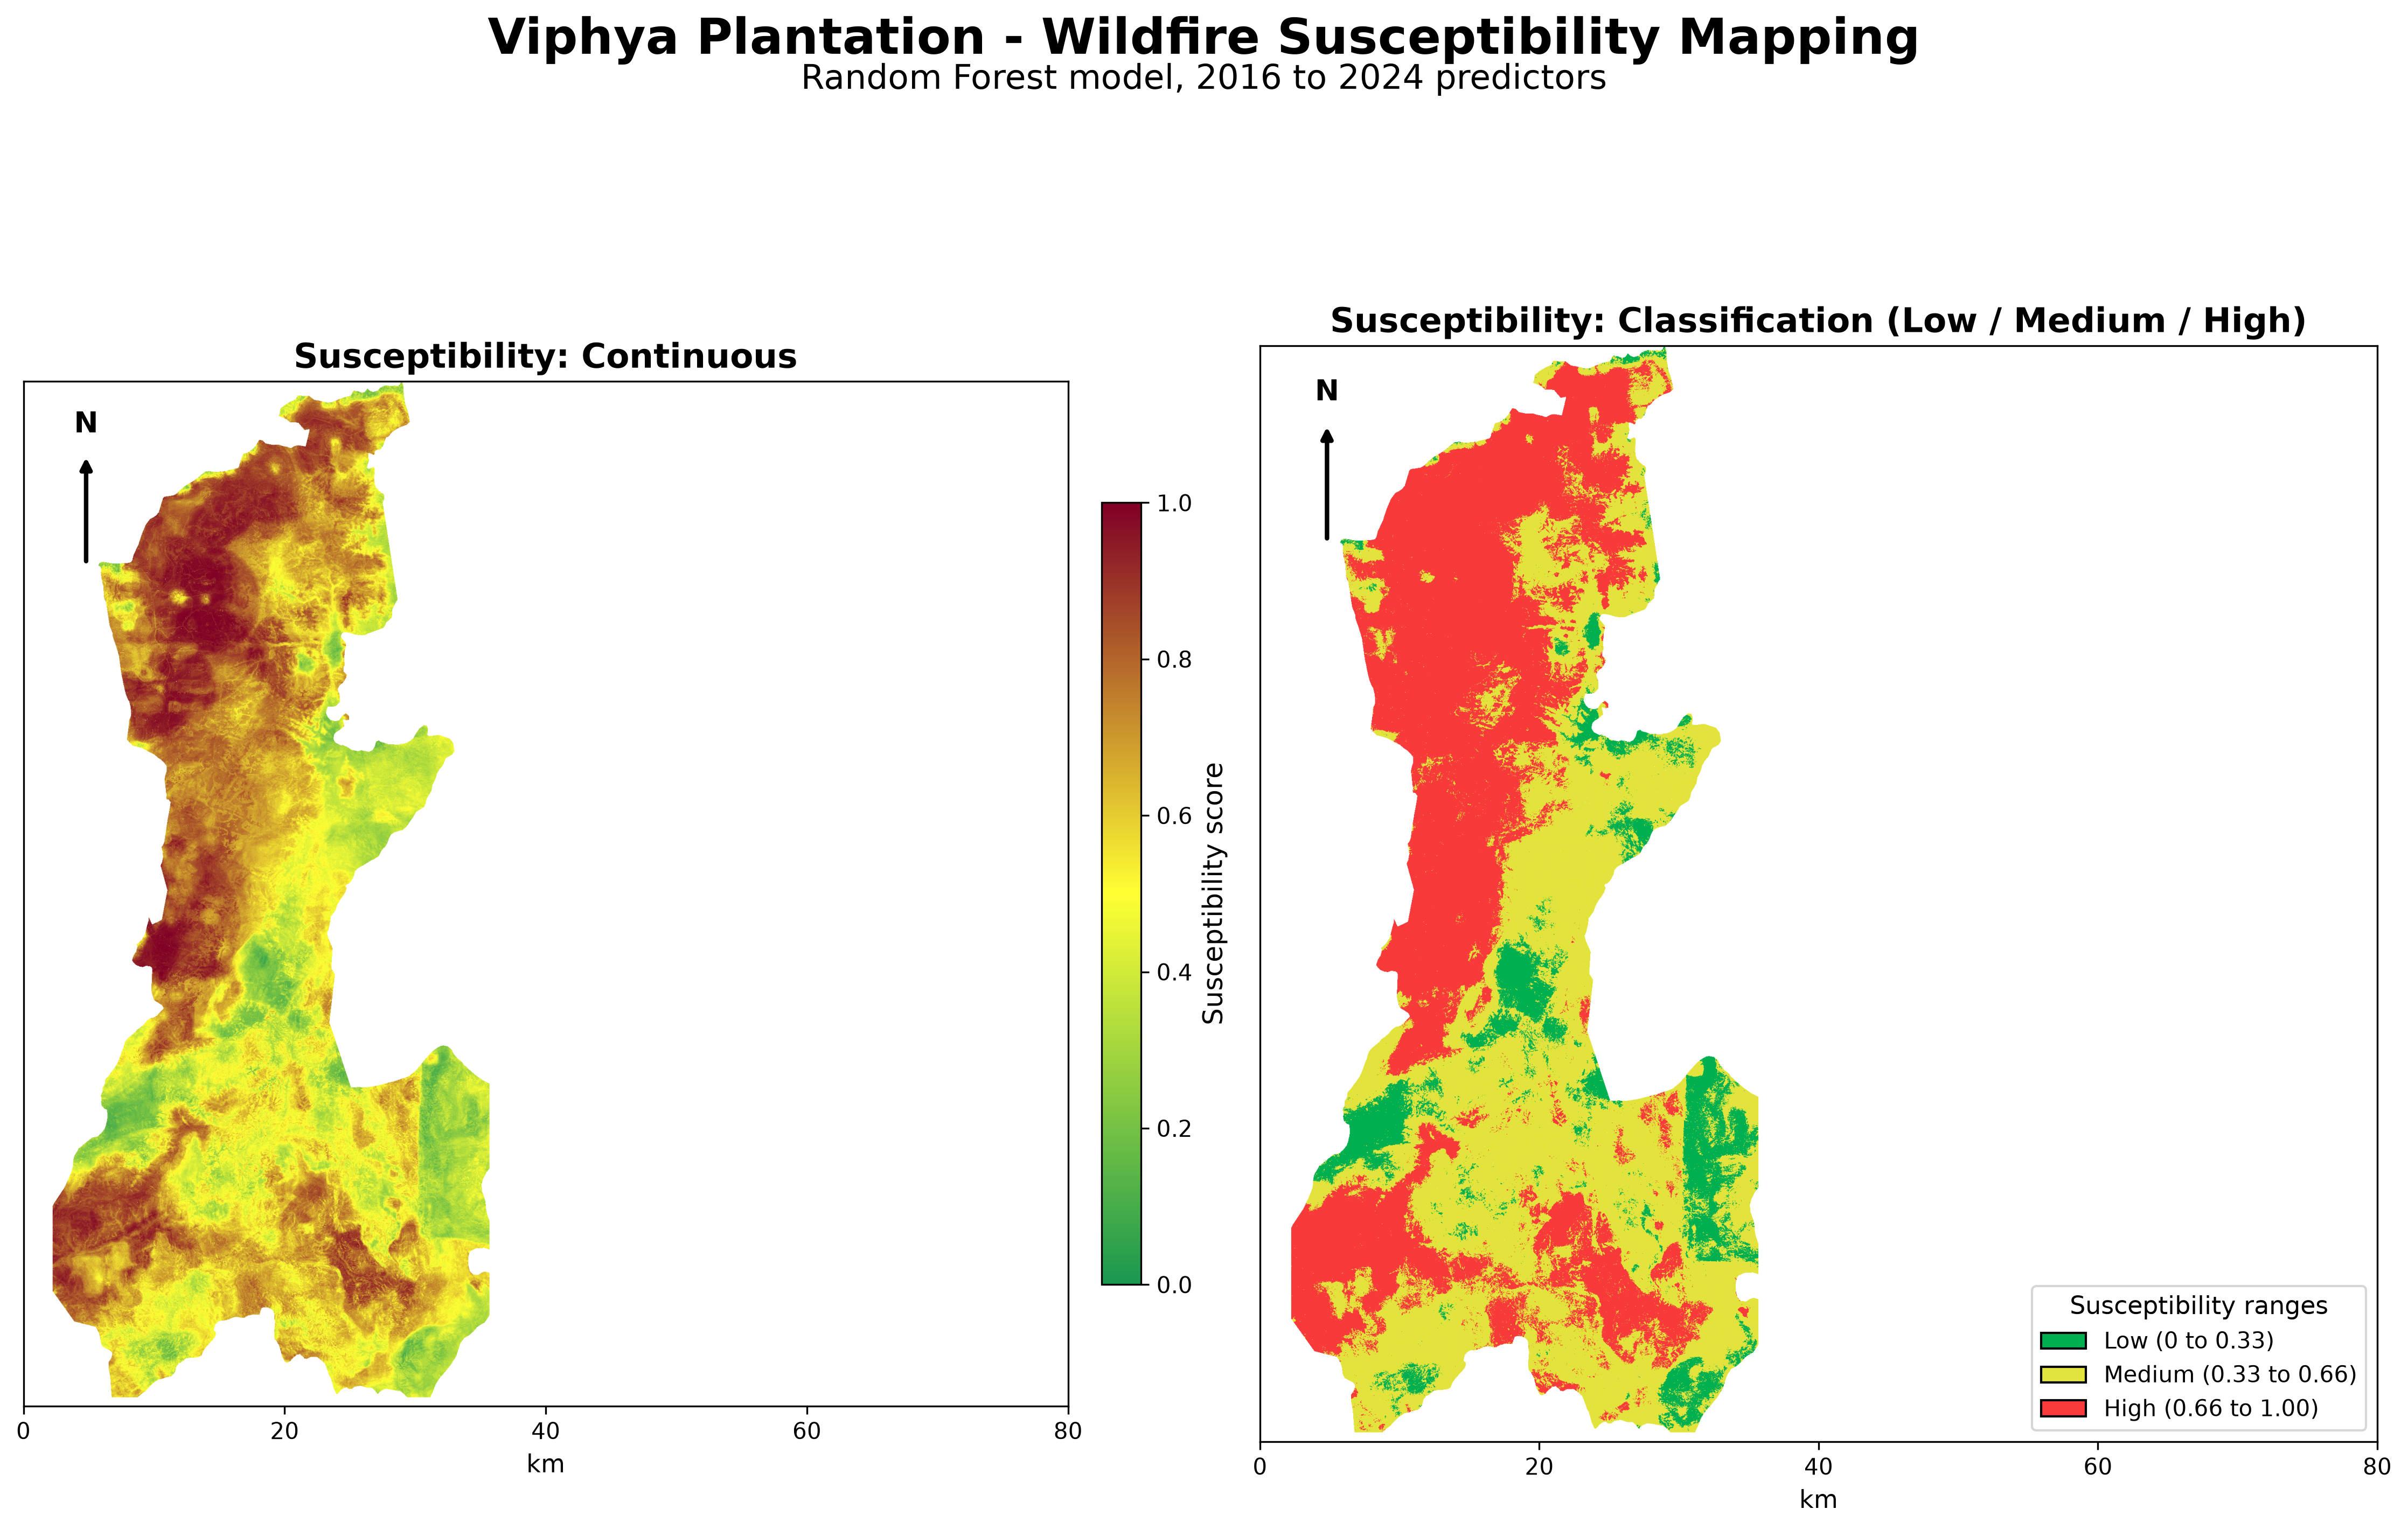 Viphya Plantation - Wildfire Susceptibility Mapping
Random Forest model, 2016 to 2024 predictors
Susceptibility: Continuous
N
0
20
40
60
80
km
1.0
0.8
0.6
0.4
0.2
0.0
Susceptibility score
Susceptibility: Classification (Low / Medium / High)
N
Susceptibility ranges
Low (0 to 0.33)
Medium (0.33 to 0.66)
High (0.66 to 1.00)
0
20
40
60
80
km